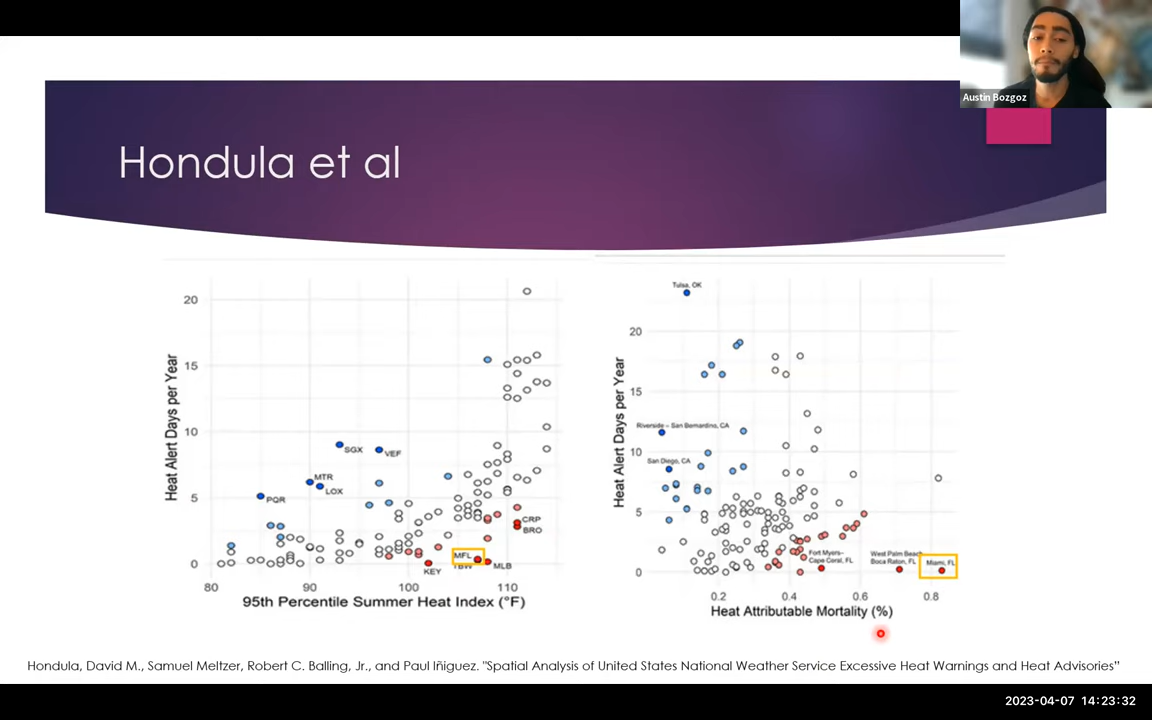 Austin Bozgoz
Hondula et al
Heat Alert Days per Year
20
15
10
5
0
SGX
VEF
MTR
LOX
PQR
CRP
BRO
MFL
TBW
MLB
KEY
80
90
100
110
95th Percentile Summer Heat Index (°F)
Heat Alert Days per Year
20
15
10
5
0
Tulsa, OK
Riverside – San Bernardino, CA
San Diego, CA
Fort Myers–
Cape Coral, FL
West Palm Beach
Boca Raton, FL
Miami, FL
0.2
0.4
0.6
0.8
Heat Attributable Mortality (%)
Hondula, David M., Samuel Meltzer, Robert C. Balling, Jr., and Paul Iñiguez. "Spatial Analysis of United States National Weather Service Excessive Heat Warnings and Heat Advisories”
2023-04-07 14:23:32